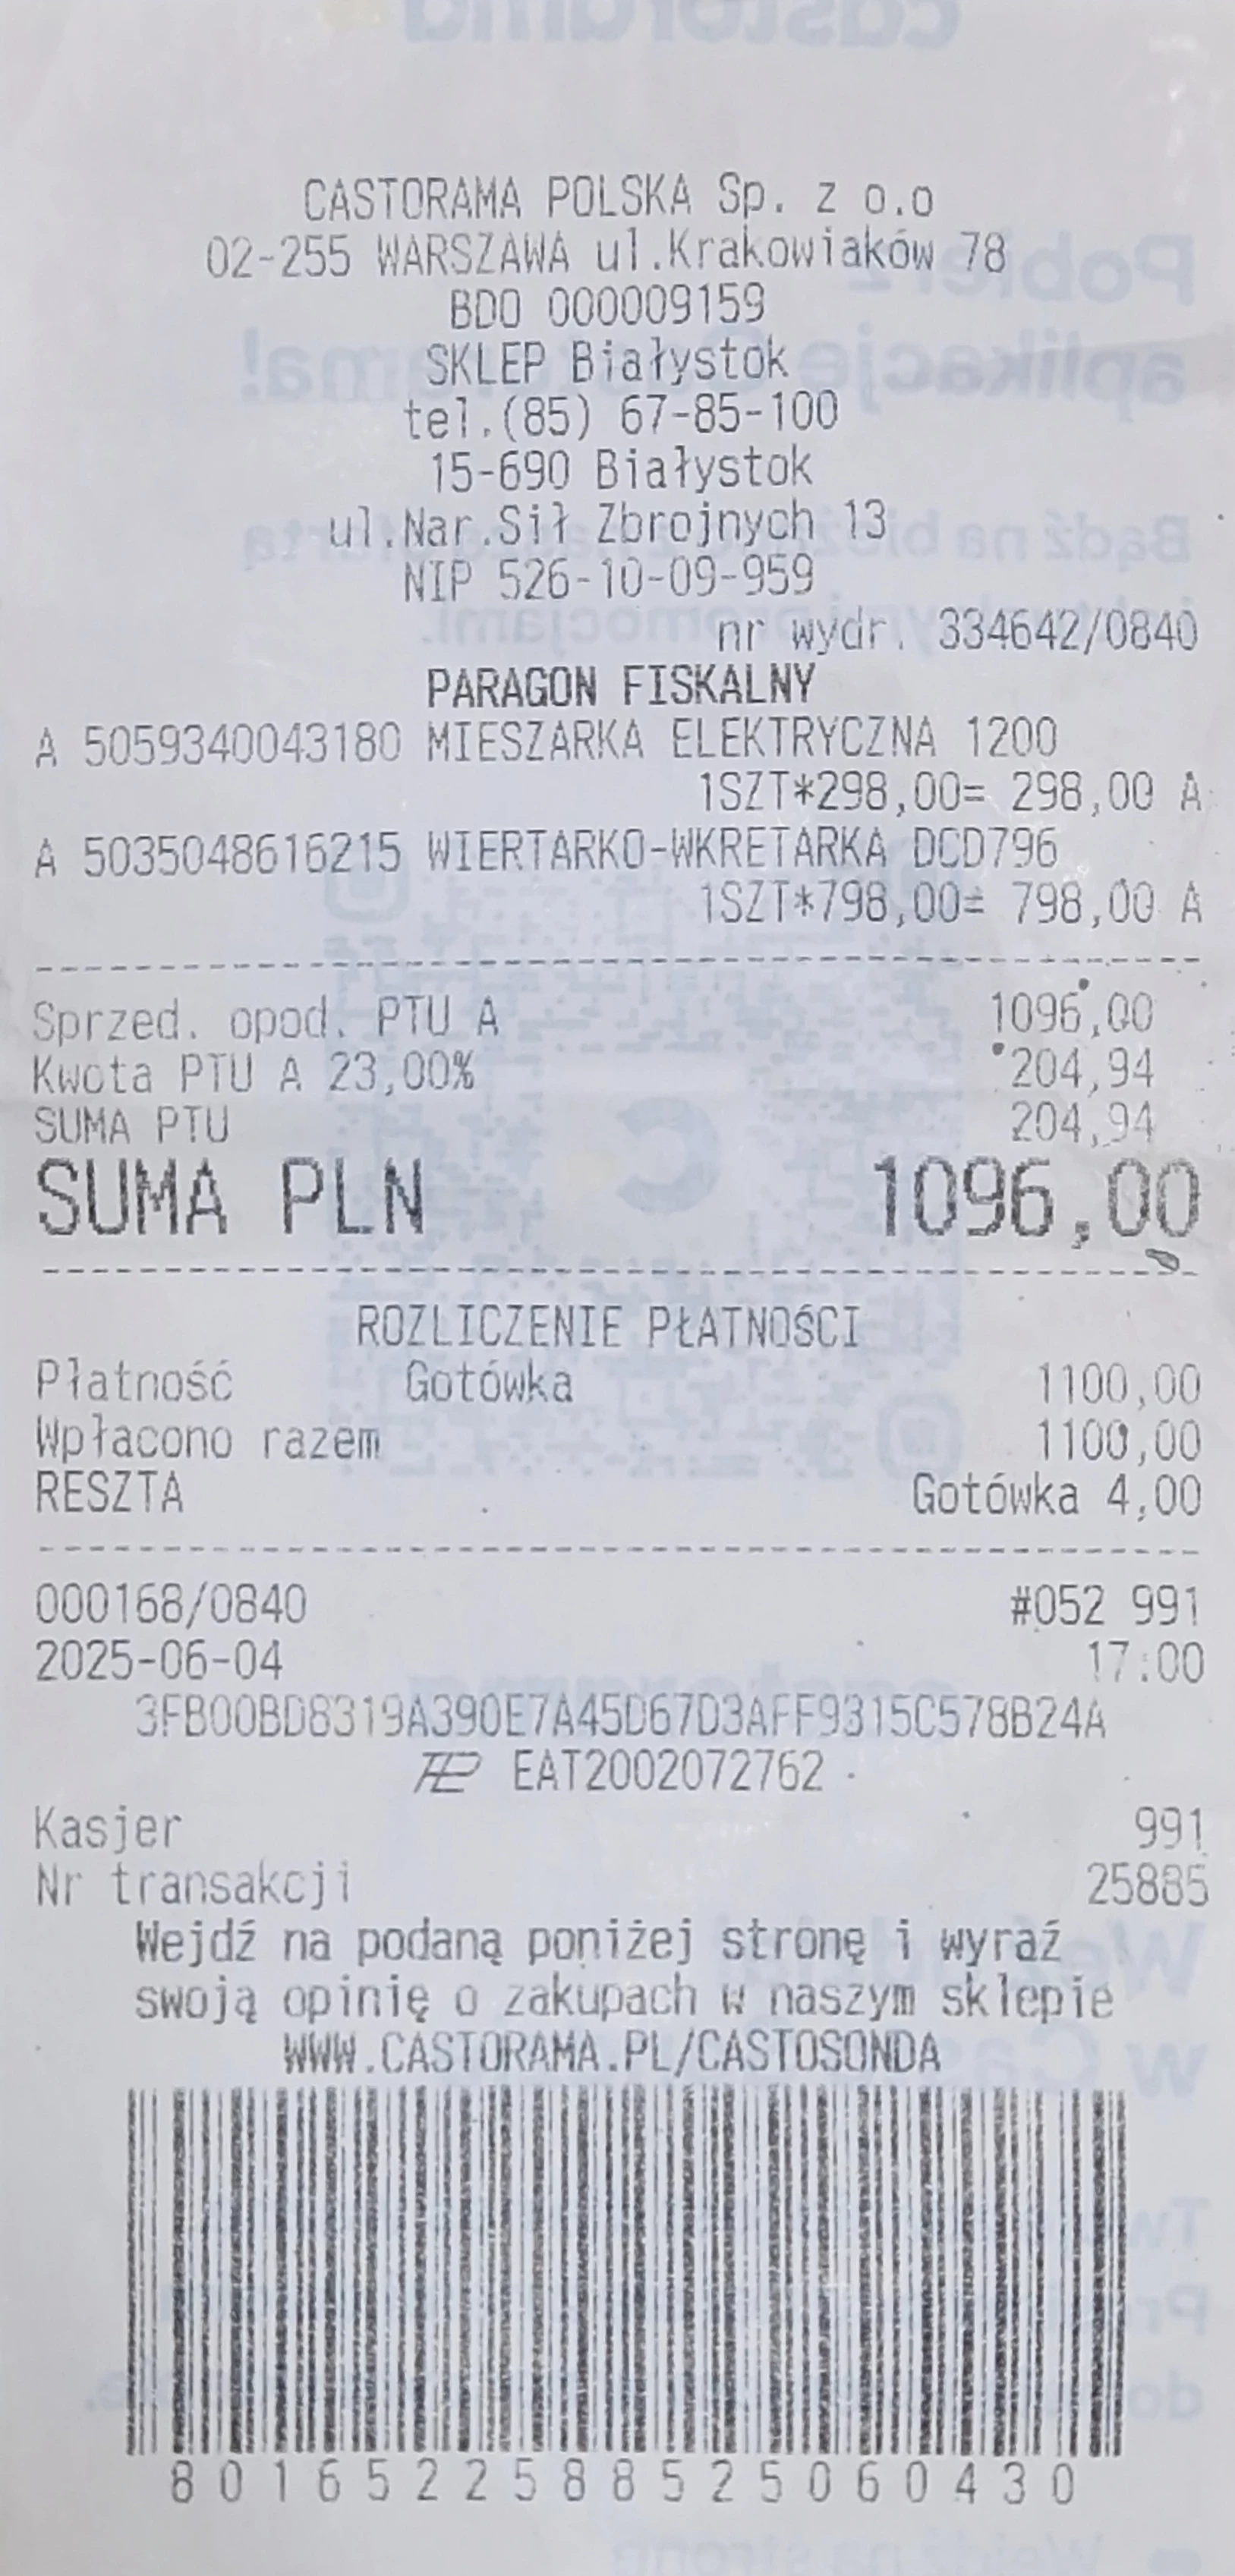 CASTORAMA POLSKA Sp. z o.o
02-255 WARSZAWA ul.Krakowiaków 78
BDO 000009159
SKLEP Białystok
tel.(85) 67-85-100
15-690 Białystok
ul.Nar.Sił Zbrojnych 13
NIP 526-10-09-959
nr wydr. 334642/0840
PARAGON FISKALNY
A 5059340043180 MIESZARKA ELEKTRYCZNA 1200
1SZT*298,00= 298,00 A
A 5035048616215 WIERTARKO-WKRETARKA DCD796
1SZT*798,00= 798,00 A
Sprzed. opod. PTU A 1096,00
Kwota PTU A 23,00% 204,94
SUMA PTU 204,94
SUMA PLN 1096,00
ROZLICZENIE PŁATNOŚCI
Płatność Gotówka 1100,00
Wpłacono razem 1100,00
RESZTA Gotówka 4,00
000168/0840 #052 991
2025-06-04 17:00
3FB00BD8319A390E7A45D67D3AFF9315C578B24A
EAT2002072762
Kasjer 991
Nr transakcji 25885
Wejdź na podaną poniżej stronę i wyraź
swoją opinię o zakupach w naszym sklepie
WWW.CASTORAMA.PL/CASTOSONDA
8016522588525060430